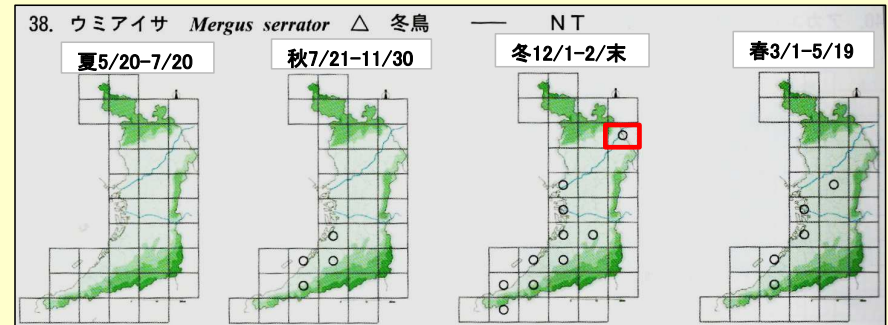 38. ウミアイサ Mergus serrator △ 冬鳥 ― NT
夏5/20-7/20
秋7/21-11/30
冬12/1-2/末
春3/1-5/19